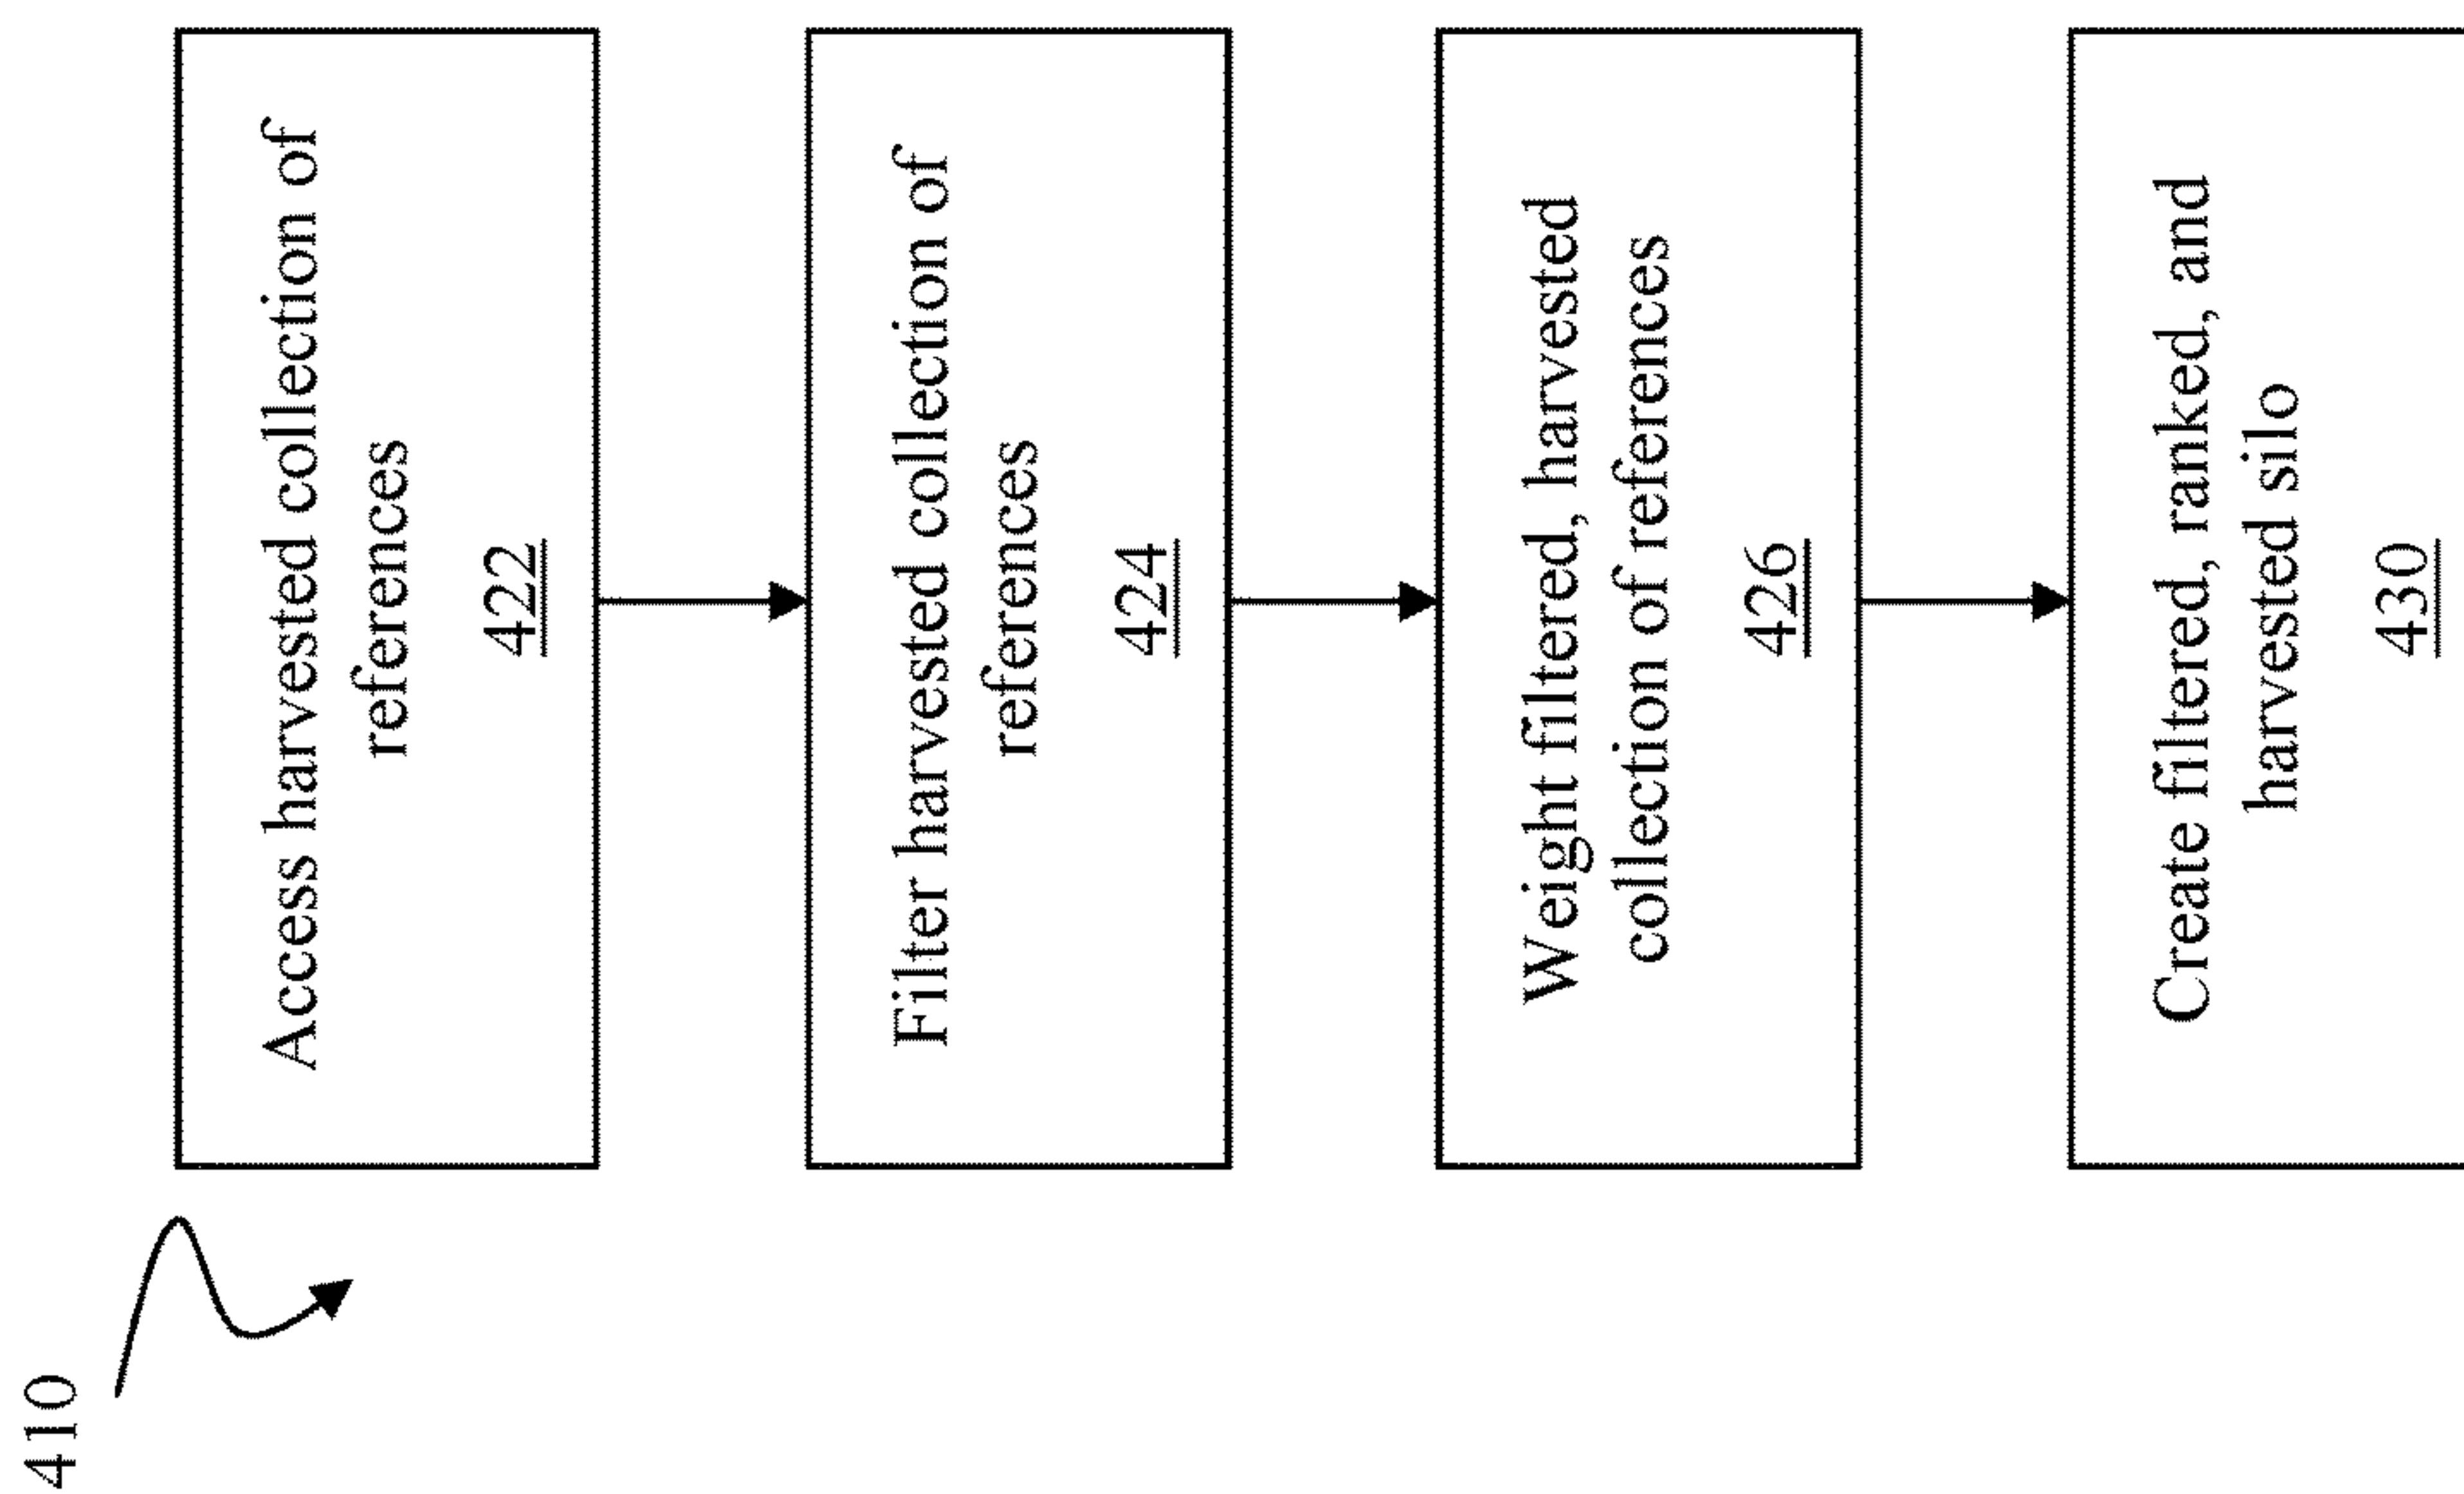 410
Access harvested collection of
references
422
Filter harvested collection of
references
424
Weight filtered, harvested
collection of references
426
Create filtered, ranked, and
harvested silo
430